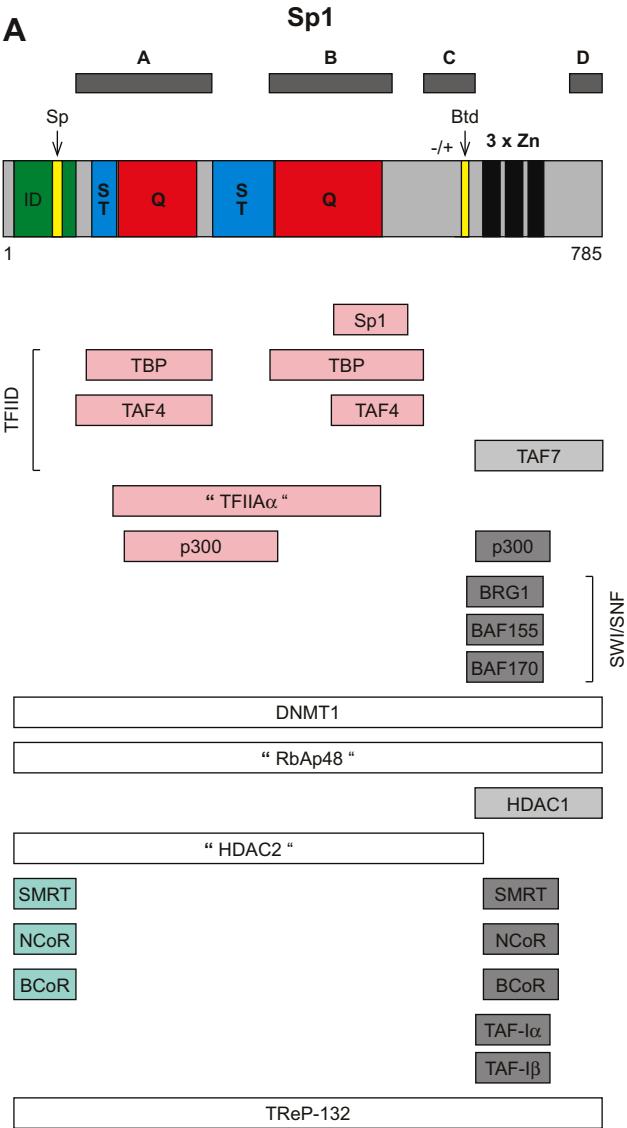 A
Sp1
A B C D
Sp Btd
-/+ 3 x Zn
ID S T Q S T Q
1 785
Sp1
TFIID
TBP TBP
TAF4 TAF4
TAF7
“ TFIIAα “
p300 p300
BRG1
BAF155
BAF170
SWI/SNF
DNMT1
“ RbAp48 “
HDAC1
“ HDAC2 “
SMRT SMRT
NCoR NCoR
BCoR BCoR
TAF-Iα
TAF-Iβ
TReP-132